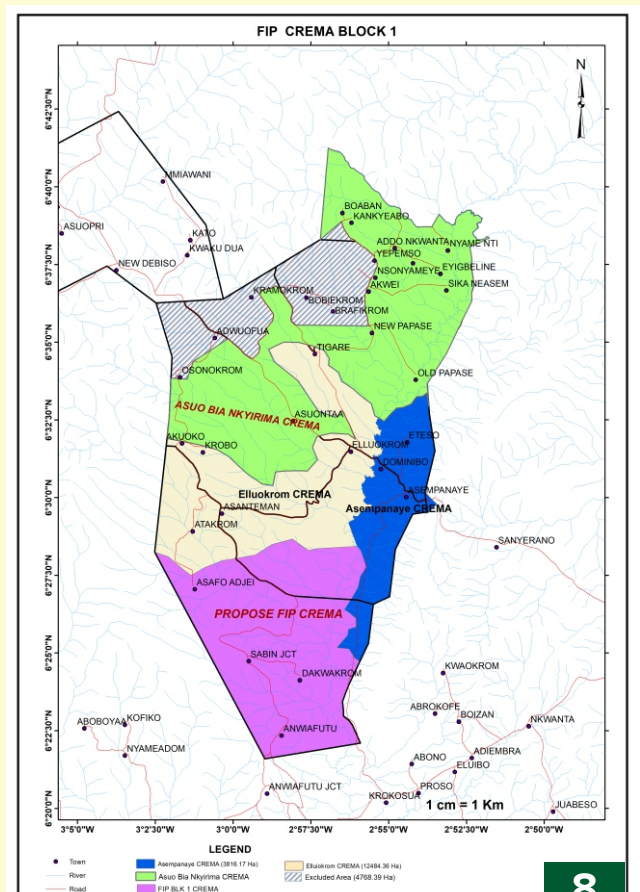 FIP CREMA BLOCK 1
N
6°42'30"N
6°40'0"N
6°37'30"N
6°35'0"N
6°32'30"N
6°30'0"N
6°27'30"N
6°25'0"N
6°22'30"N
6°20'0"N
MMIAWANI
ASUOPRI
KATO
KWAKU DUA
NEW DEBISO
BOABAN
KANKYEABO
ADDO NKWANTA
NYAME NTI
YEPEMSO
NSONYAMEYE
EYIGBELINE
AKWEI
SIKA NEASEM
KRAMOKROM
BOBIEKROM
BRAFIKROM
ADWUOFUA
NEW PAPASE
TIGARE
OSONOKROM
OLD PAPASE
ASUO BIA NKYIRIMA CREMA
ASUONTAA
AKUOKO
KROBO
ELLUOKROM
ETESO
DOMINIBO
Elluokrom CREMA
ASEMPANAYE
Asempanaye CREMA
ASANTEMAN
ATAKROM
SANYERANO
ASAFO ADJEI
PROPOSE FIP CREMA
SABIN JCT
DAKWAKROM
KWAOKROM
ABOBOYAA
KOFIKO
NYAMEADOM
ANWIAFUTU
ABROKOFE
BOIZAN
NKWANTA
ADIEMBRA
ABONO
ELUIBO
ANWIAFUTU JCT
KROKOSUA
PROSO
JUABESO
1 cm = 1 Km
3°5'0"W
3°2'30"W
3°0'0"W
2°57'30"W
2°55'0"W
2°52'30"W
2°50'0"W
LEGEND
Town
River
Road
Asempanaye CREMA (3816.17 Ha)
Asuo Bia Nkyirima CREMA
FIP BLK 1 CREMA
Elluokrom CREMA (12484.36 Ha)
Excluded Area (4768.39 Ha)
8